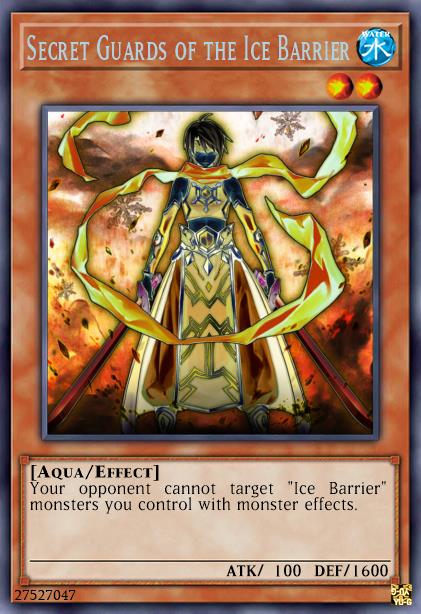 SECRET GUARDS OF THE ICE BARRIER
WATER
水
[AQUA/EFFECT]
Your opponent cannot target "Ice Barrier"
monsters you control with monster effects.
ATK/ 100 DEF/1600
27527047